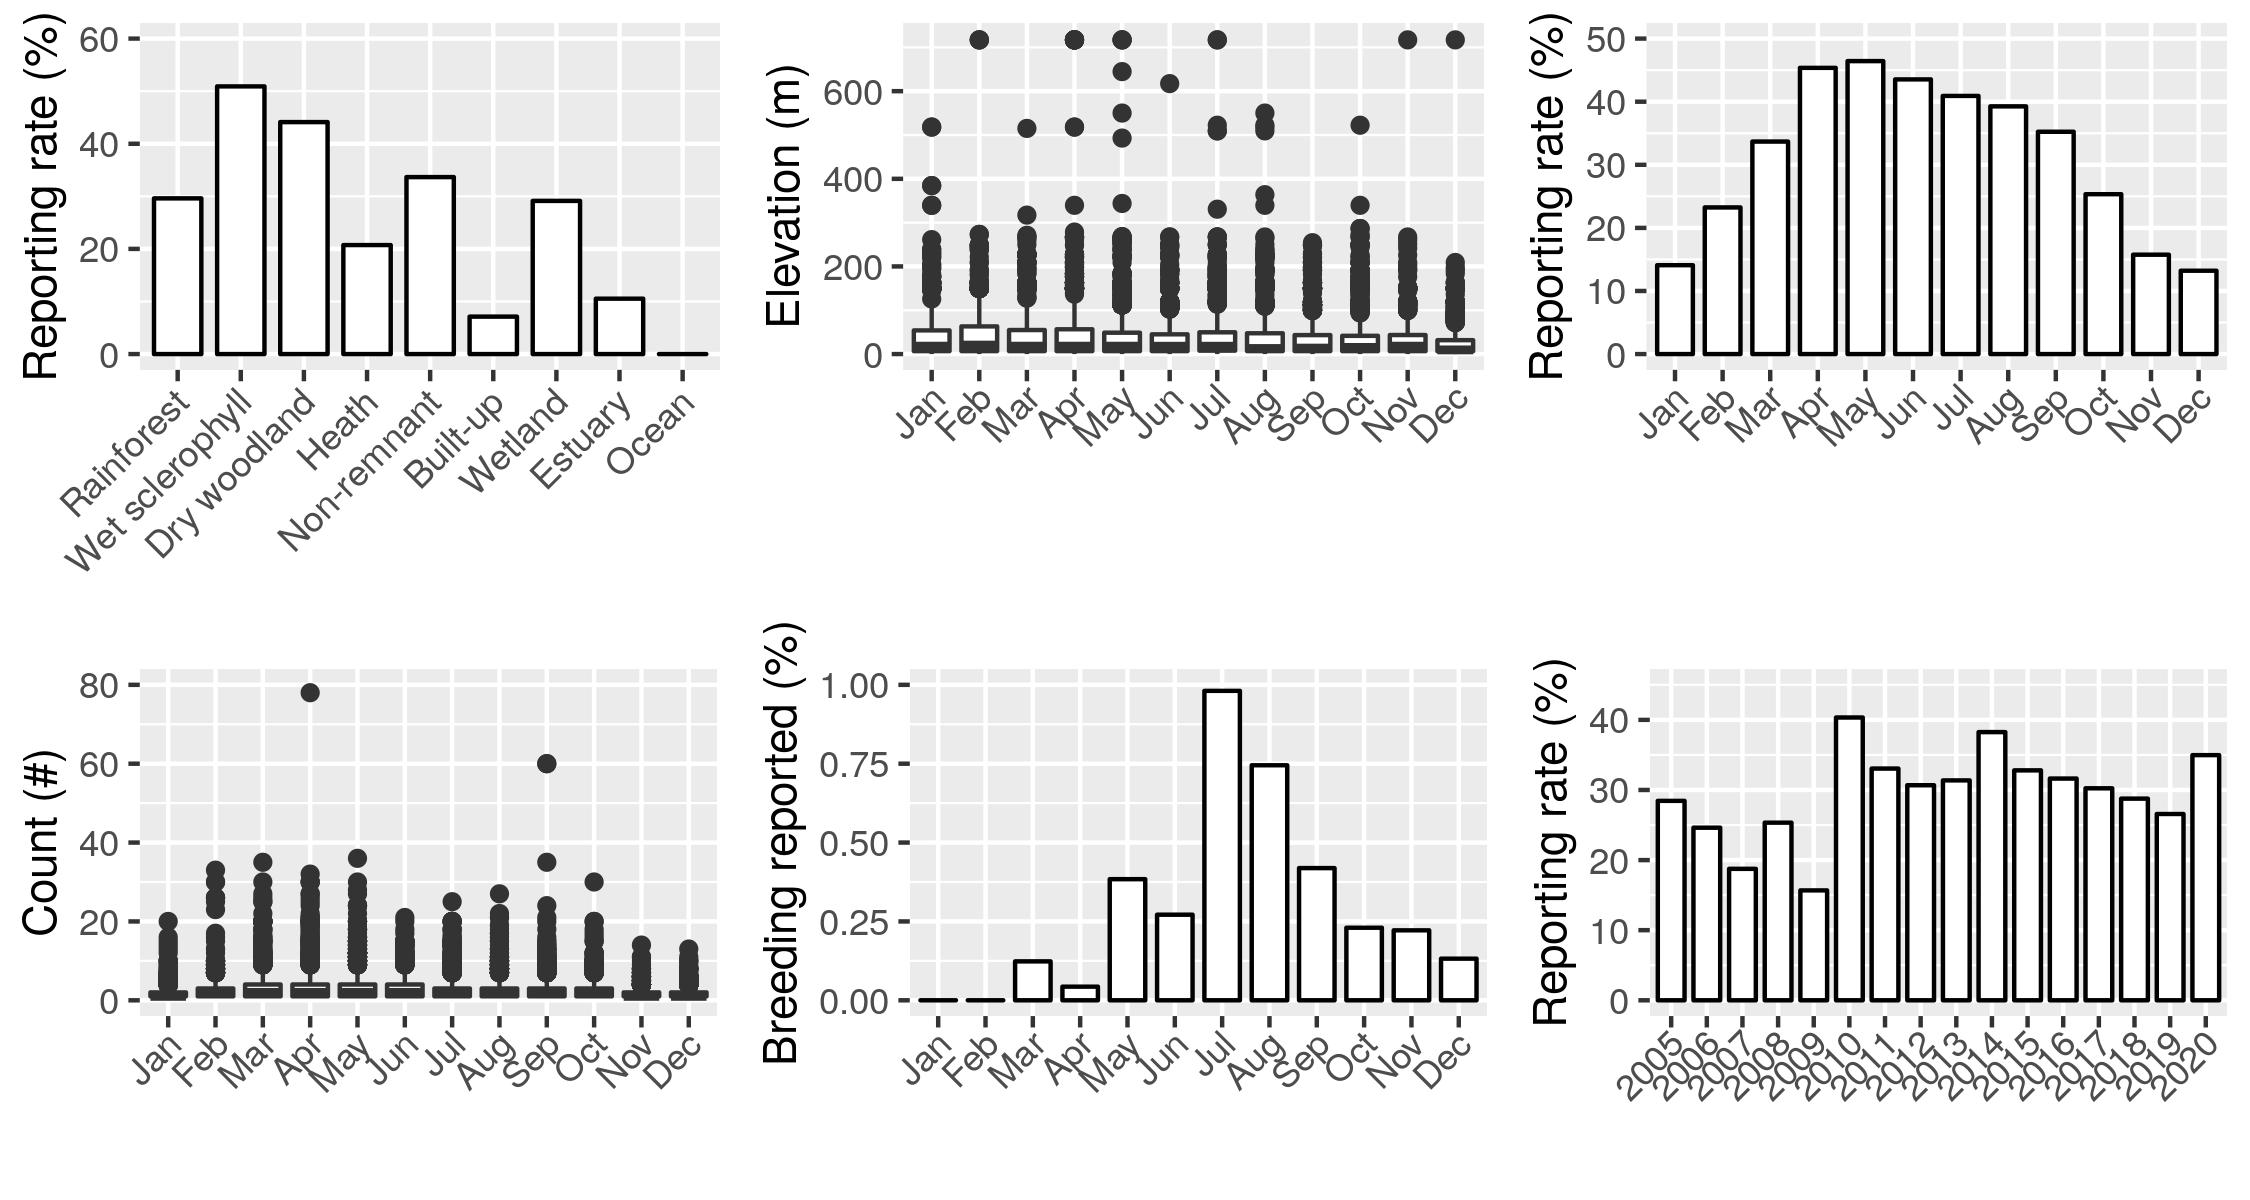 Reporting rate (%)
60
40
20
0
Rainforest
Wet sclerophyll
Dry woodland
Heath
Non-remnant
Built-up
Wetland
Estuary
Ocean
Elevation (m)
600
400
200
0
Jan
Feb
Mar
Apr
May
Jun
Jul
Aug
Sep
Oct
Nov
Dec
Reporting rate (%)
50
40
30
20
10
0
Jan
Feb
Mar
Apr
May
Jun
Jul
Aug
Sep
Oct
Nov
Dec
Count (#)
80
60
40
20
0
Jan
Feb
Mar
Apr
May
Jun
Jul
Aug
Sep
Oct
Nov
Dec
Breeding reported (%)
1.00
0.75
0.50
0.25
0.00
Jan
Feb
Mar
Apr
May
Jun
Jul
Aug
Sep
Oct
Nov
Dec
Reporting rate (%)
40
30
20
10
0
2005
2006
2007
2008
2009
2010
2011
2012
2013
2014
2015
2016
2017
2018
2019
2020